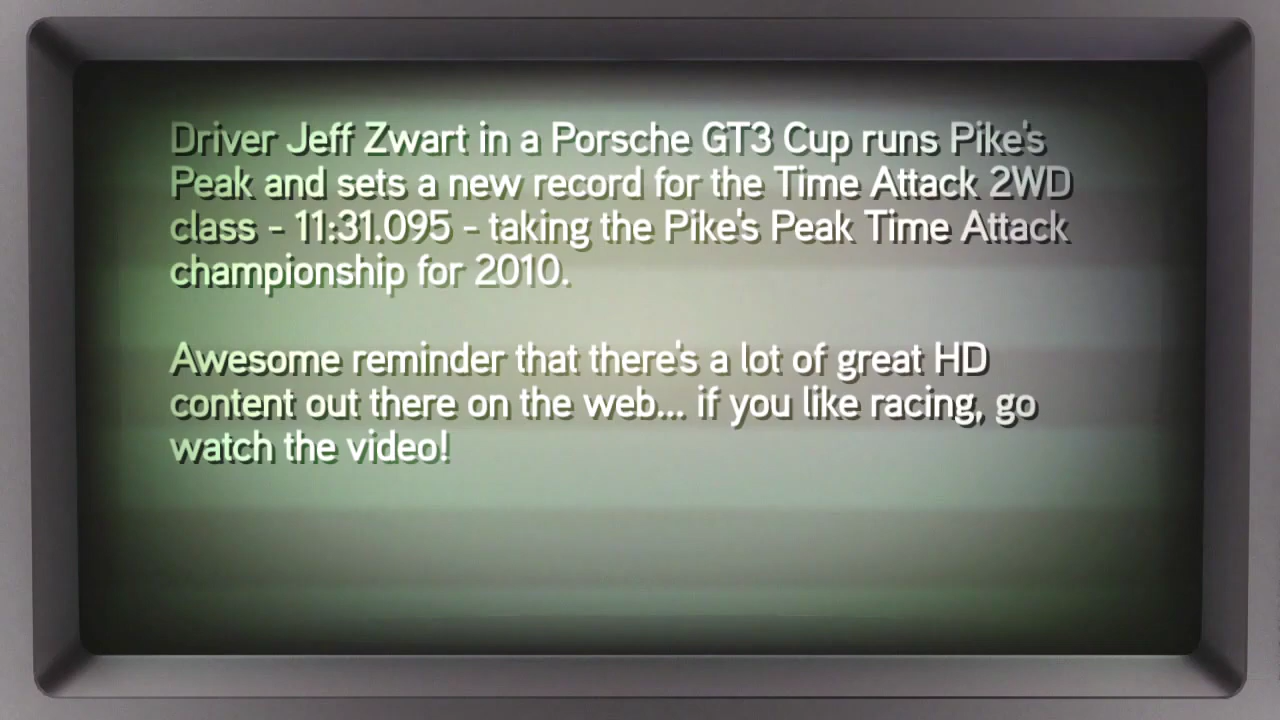 Driver Jeff Zwart in a Porsche GT3 Cup runs Pike's
Peak and sets a new record for the Time Attack 2WD
class - 11:31.095 - taking the Pike's Peak Time Attack
championship for 2010.
Awesome reminder that there's a lot of great HD
content out there on the web... if you like racing, go
watch the video!